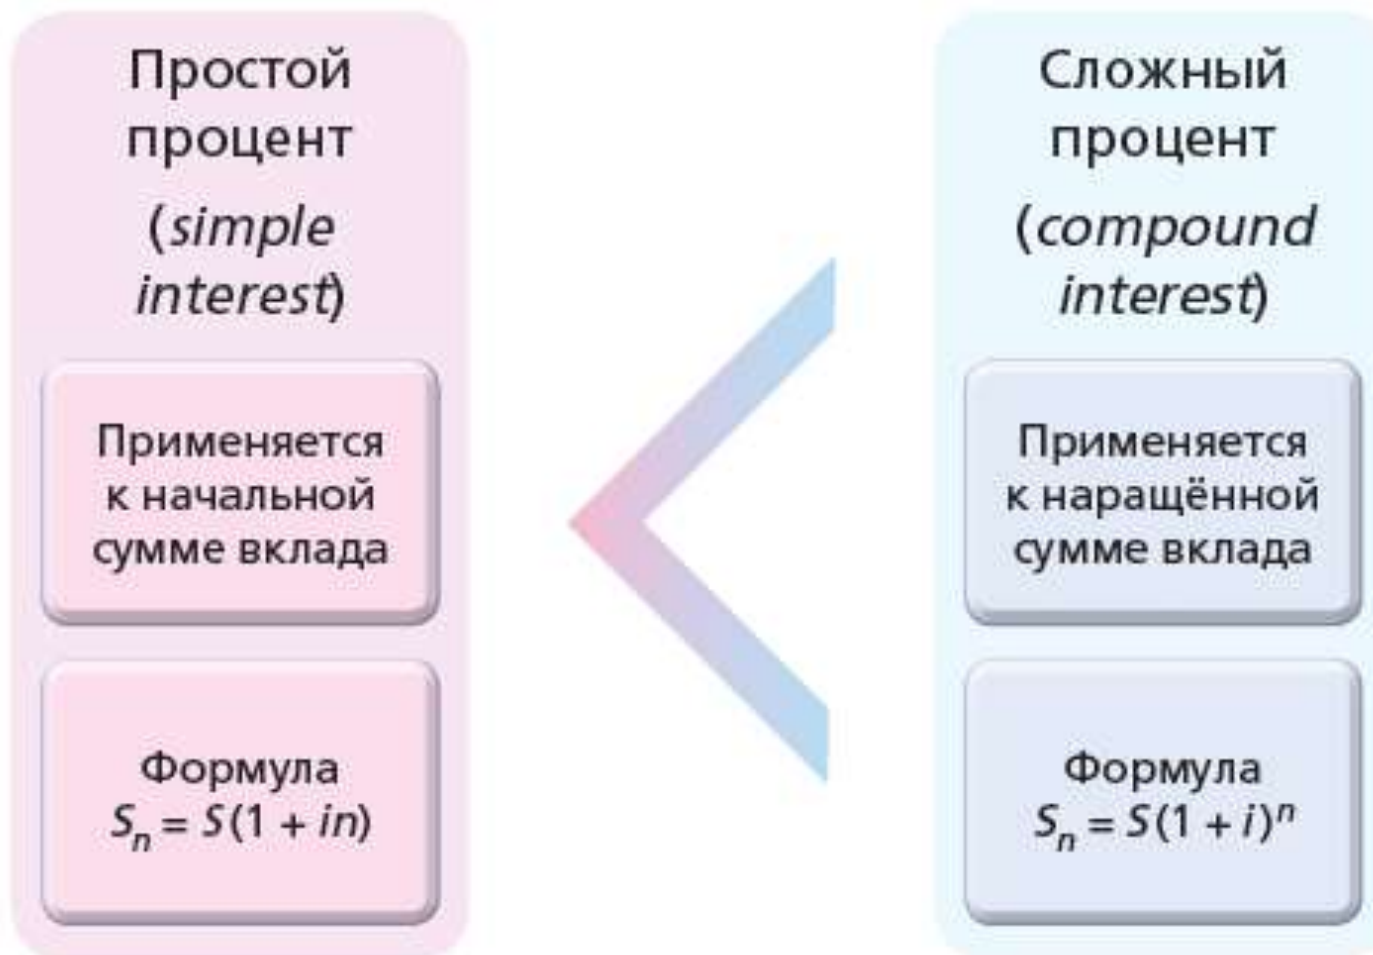 Простой
процент
(simple
interest)
Применяется
к начальной
сумме вклада
Формула
Sₙ = S(1 + in)
Сложный
процент
(compound
interest)
Применяется
к наращённой
сумме вклада
Формула
Sₙ = S(1 + i)ⁿ